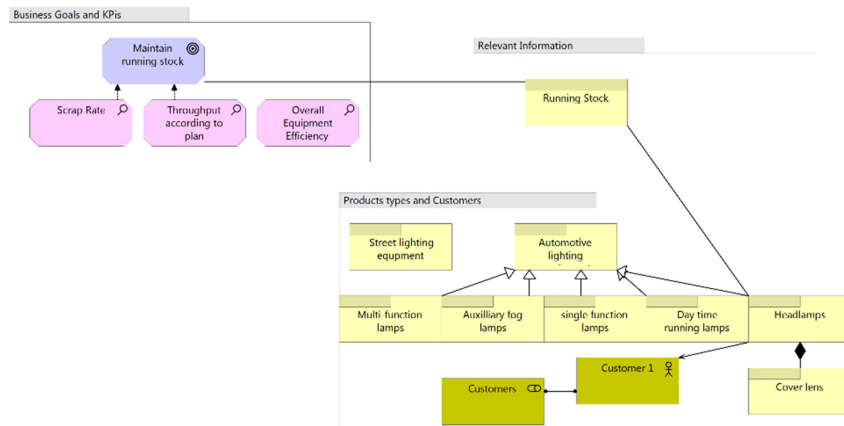 Business Goals and KPis
Maintain
running stock
Relevant Information
Running Stock
Scrap Rate
Throughput
according to
plan
Overall
Equipment
Efficiency
Products types and Customers
Street lighting
equpment
Automotive
lighting
Multi function
lamps
Auxilliary fog
lamps
single function
lamps
Day time
running lamps
Headlamps
Customer 1
Customers
Cover lens